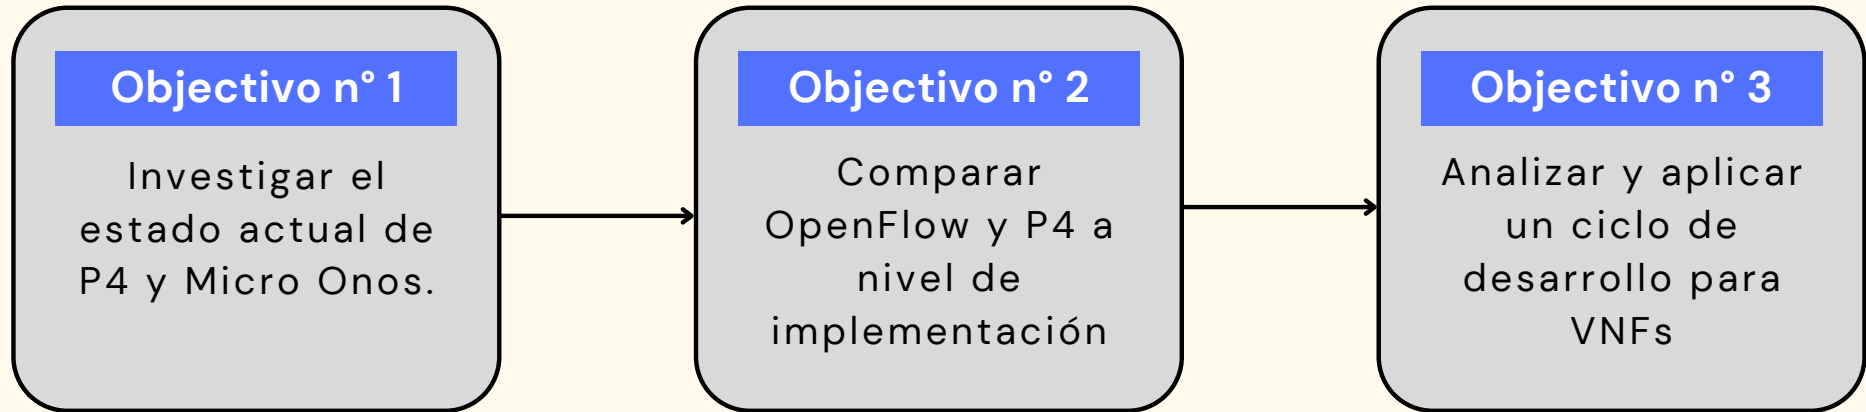 Objectivo n° 1
Investigar el
estado actual de
P4 y Micro Onos.
Objectivo n° 2
Comparar
OpenFlow y P4 a
nivel de
implementación
Objectivo n° 3
Analizar y aplicar
un ciclo de
desarrollo para
VNFs